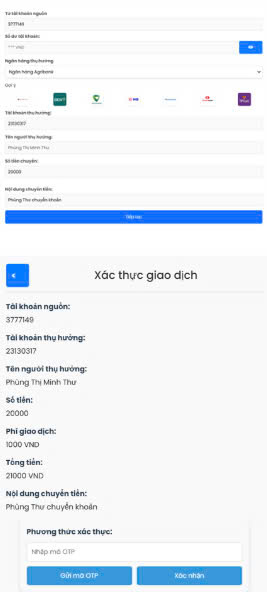 Từ tài khoản nguồn
3777149
Số dư tài khoản:
*** VND
Ngân hàng thụ hưởng
Ngân hàng Agribank
Tài khoản thụ hưởng:
23130317
Tên người thụ hưởng:
Phùng Thị Minh Thư
Số tiền chuyển:
20000
Nội dung chuyển tiền:
Phùng Thư chuyển khoản
Tiếp tục
Xác thực giao dịch
Tài khoản nguồn:
3777149
Tài khoản thụ hưởng:
23130317
Tên người thụ hưởng:
Phùng Thị Minh Thư
Số tiền:
20000
Phí giao dịch:
1000 VND
Tổng tiền:
21000 VND
Nội dung chuyển tiền:
Phùng Thư chuyển khoản
Phương thức xác thực:
Nhập mã OTP
Gửi mã OTP
Xác nhận